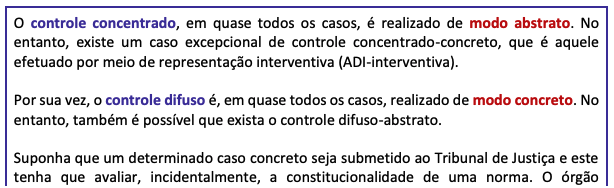 O controle concentrado, em quase todos os casos, é realizado de modo abstrato. No
entanto, existe um caso excepcional de controle concentrado-concreto, que é aquele
efetuado por meio de representação interventiva (ADI-interventiva).
Por sua vez, o controle difuso é, em quase todos os casos, realizado de modo concreto. No
entanto, também é possível que exista o controle difuso-abstrato.
Suponha que um determinado caso concreto seja submetido ao Tribunal de Justiça e este
tenha que avaliar, incidentalmente, a constitucionalidade de uma norma. O órgão